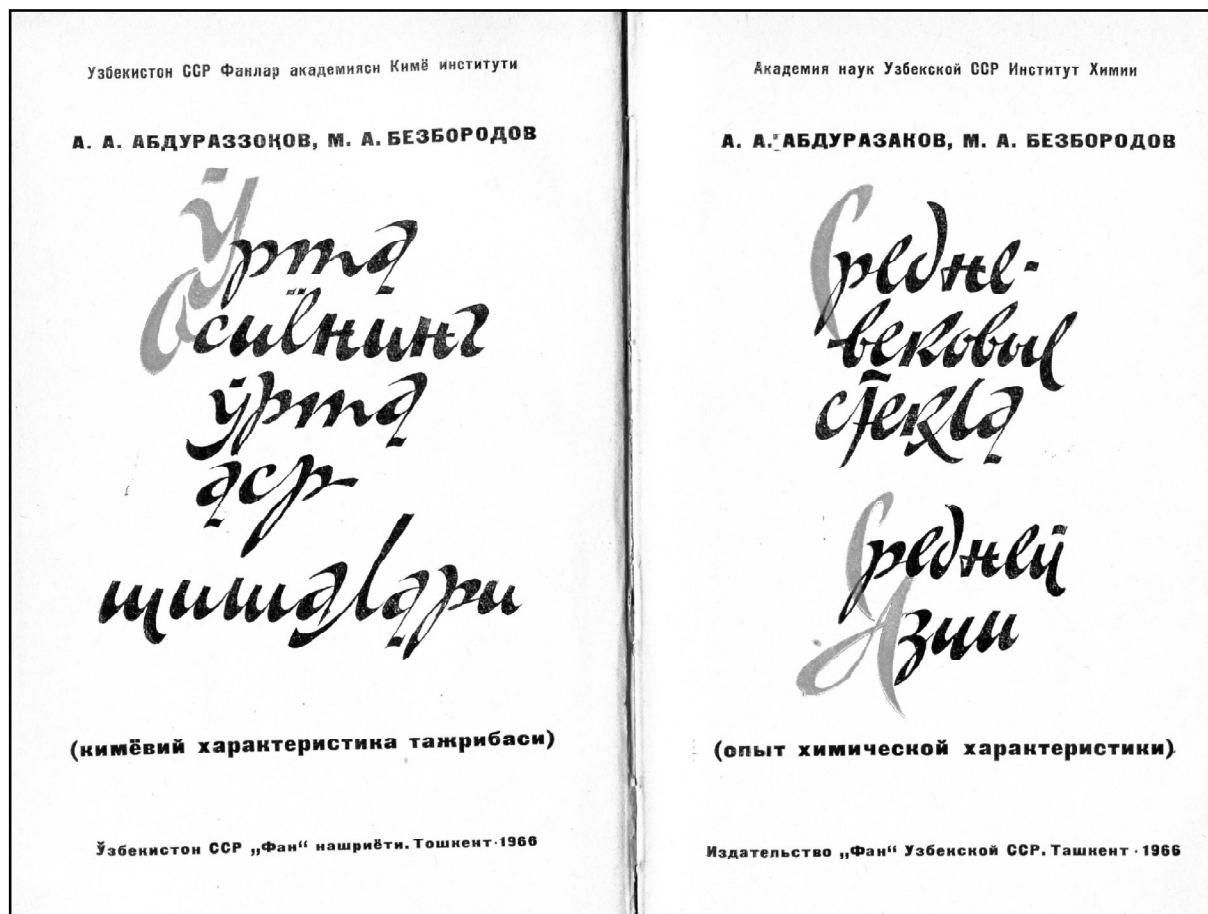 Узбекистон ССР Фанлар академияси Кимё институти
А. А. АБДУРАЗЗОҚОВ, М. А. БЕЗБОРОДОВ
Ўрта
Осиёнинг
ўрта
аср
шишалари
(кимёвий характеристика тажрибаси)
Ўзбекистон ССР „Фан“ нашриёти. Тошкент · 1966
Академия наук Узбекской ССР Институт Химии
А. А. АБДУРАЗАКОВ, М. А. БЕЗБОРОДОВ
Средне-
вековые
стекла
Средней
Азии
(опыт химической характеристики)
Издательство „Фан“ Узбекской ССР. Ташкент · 1966